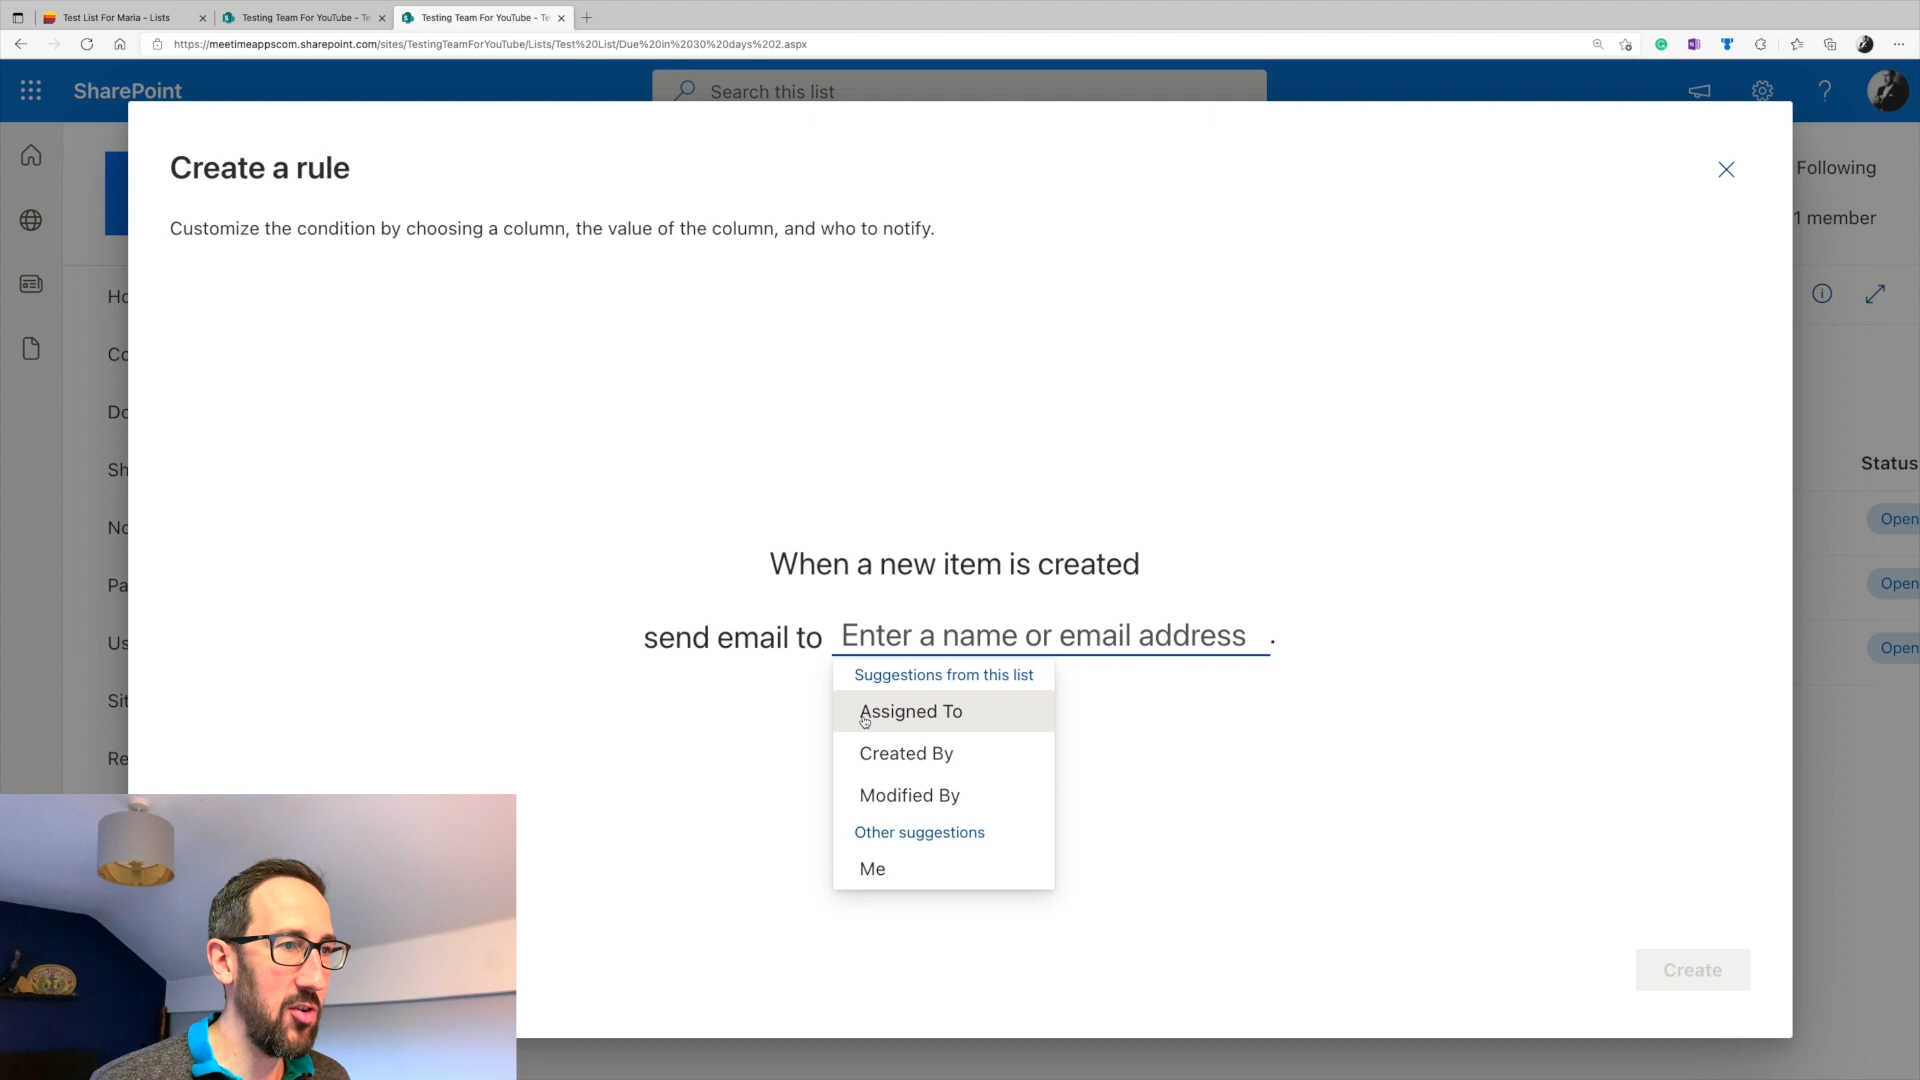 Test List For Maria - Lists
Testing Team For YouTube - Te
Testing Team For YouTube - Te
https://meetimeappscom.sharepoint.com/sites/TestingTeamForYouTube/Lists/Test%20List/Due%20in%2030%20days%202.aspx
SharePoint
Search this list
Create a rule
Following
Customize the condition by choosing a column, the value of the column, and who to notify.
1 member
Ho
Co
Do
Sh
Status
No
Open
When a new item is created
Pa
Open
send email to Enter a name or email address .
Us
Open
Suggestions from this list
Sit
Assigned To
Created By
Re
Modified By
Other suggestions
Me
Create